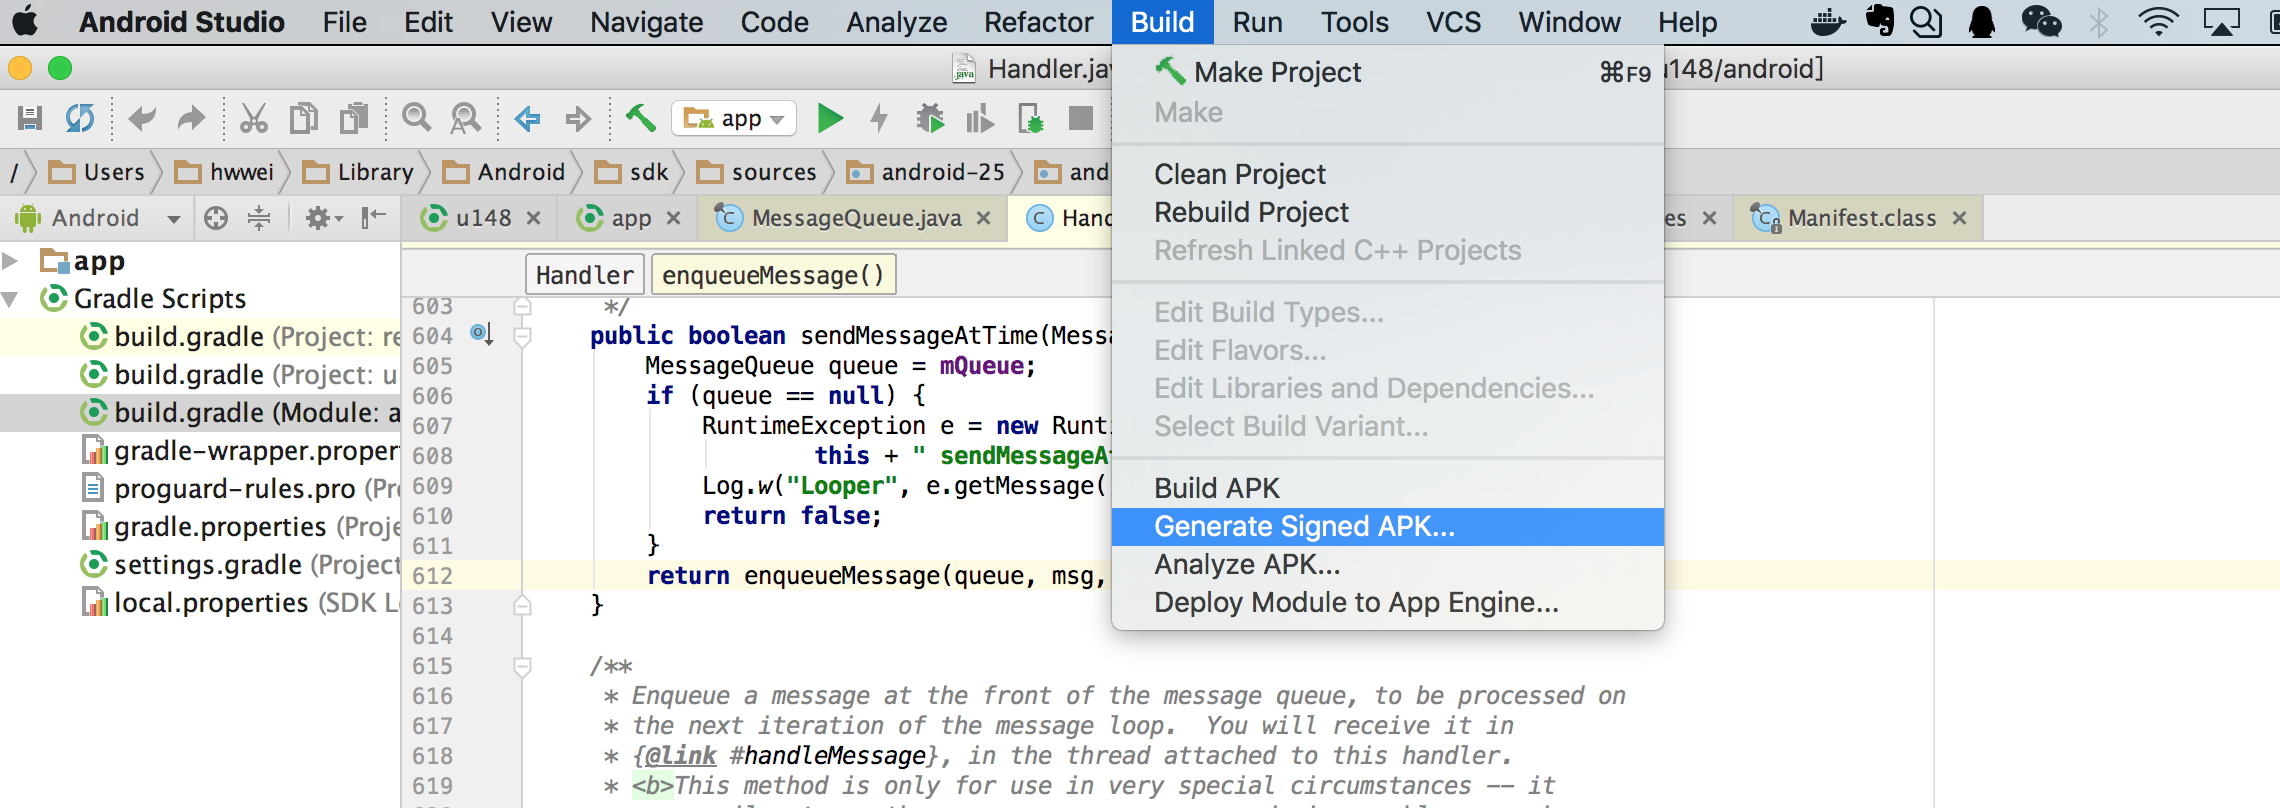 Android Studio File Edit View Navigate Code Analyze Refactor Build Run Tools VCS Window Help
Handler.jav
u148/android]
app
/ Users hwwei Library Android sdk sources android-25 and
Android u148 app MessageQueue.java Hand es Manifest.class
Make Project ⌘F9
Make
Clean Project
Rebuild Project
Refresh Linked C++ Projects
Edit Build Types...
Edit Flavors...
Edit Libraries and Dependencies...
Select Build Variant...
Build APK
Generate Signed APK...
Analyze APK...
Deploy Module to App Engine...
app
Gradle Scripts
build.gradle (Project: re
build.gradle (Project: u
build.gradle (Module: a
gradle-wrapper.proper
proguard-rules.pro (Pro
gradle.properties (Proje
settings.gradle (Project
local.properties (SDK Lo
Handler enqueueMessage()
603 */
604 public boolean sendMessageAtTime(Messa
605 MessageQueue queue = mQueue;
606 if (queue == null) {
607 RuntimeException e = new Runti
608 this + " sendMessageAt
609 Log.w("Looper", e.getMessage(
610 return false;
611 }
612 return enqueueMessage(queue, msg,
613 }
614
615 /**
616 * Enqueue a message at the front of the message queue, to be processed on
617 * the next iteration of the message loop.  You will receive it in
618 * {@link #handleMessage}, in the thread attached to this handler.
619 * <b>This method is only for use in very special circumstances -- it